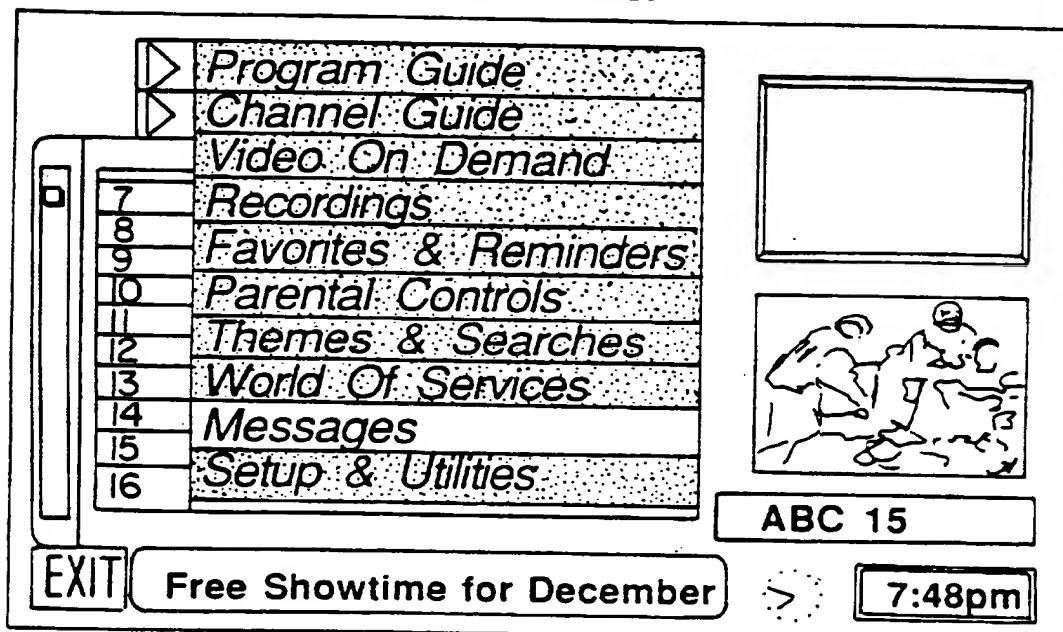 Program Guide
Channel Guide
Video On Demand
7 Recordings
8
9 Favorites & Reminders
10 Parental Controls
11
12 Themes & Searches
13 World Of Services
14 Messages
15
16 Setup & Utilities
ABC 15
EXIT Free Showtime for December 7:48pm